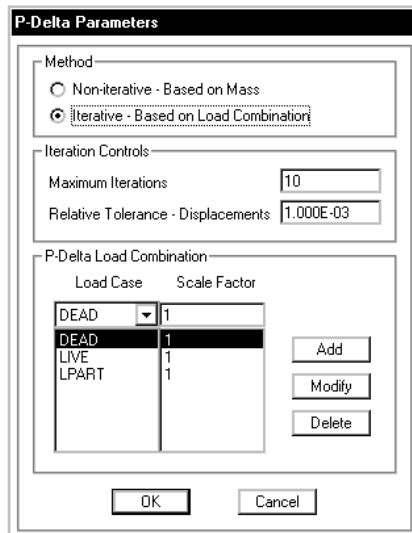 P-Delta Parameters
Method
Non-iterative - Based on Mass
Iterative - Based on Load Combination
Iteration Controls
Maximum Iterations 10
Relative Tolerance - Displacements 1.000E-03
P-Delta Load Combination
Load Case Scale Factor
DEAD 1
DEAD 1
LIVE 1
LPART 1
Add
Modify
Delete
OK Cancel